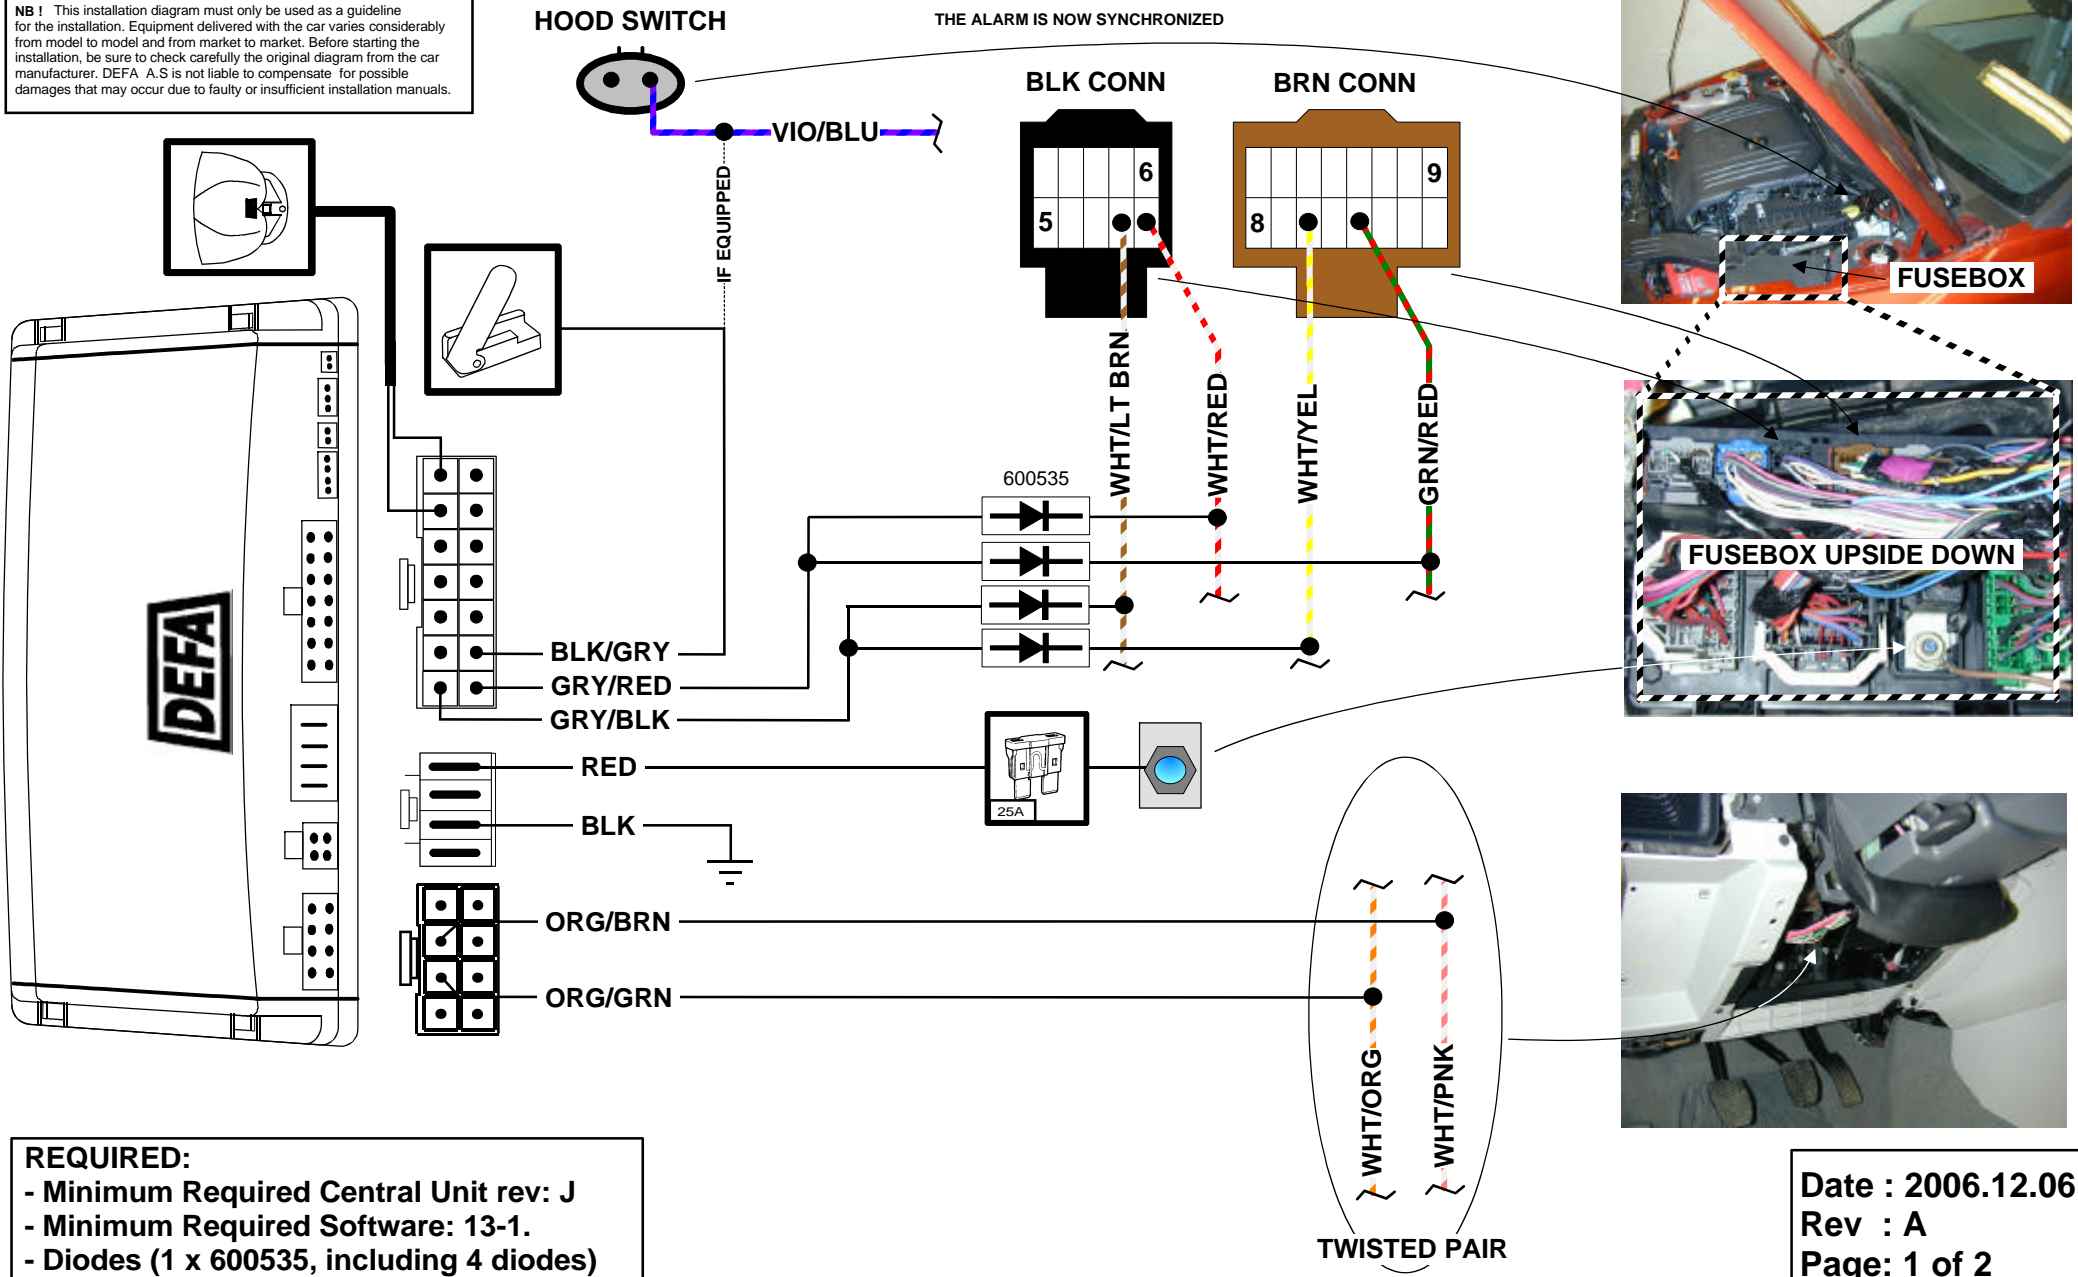 NB ! This installation diagram must only be used as a guideline
for the installation. Equipment delivered with the car varies considerably
from model to model and from market to market. Before starting the
installation, be sure to check carefully the original diagram from the car
manufacturer. DEFA A.S is not liable to compensate for possible
damages that may occur due to faulty or insufficient installation manuals.
HOOD SWITCH
THE ALARM IS NOW SYNCHRONIZED
BLK CONN
BRN CONN
VIO/BLU
IF EQUIPPED
6
5
9
8
FUSEBOX
WHT/LT BRN
WHT/RED
WHT/YEL
GRN/RED
600535
FUSEBOX UPSIDE DOWN
DEFA
BLK/GRY
GRY/RED
GRY/BLK
RED
25A
BLK
ORG/BRN
ORG/GRN
WHT/ORG
WHT/PNK
TWISTED PAIR
REQUIRED:
- Minimum Required Central Unit rev: J
- Minimum Required Software: 13-1.
- Diodes (1 x 600535, including 4 diodes)
Date : 2006.12.06
Rev : A
Page: 1 of 2